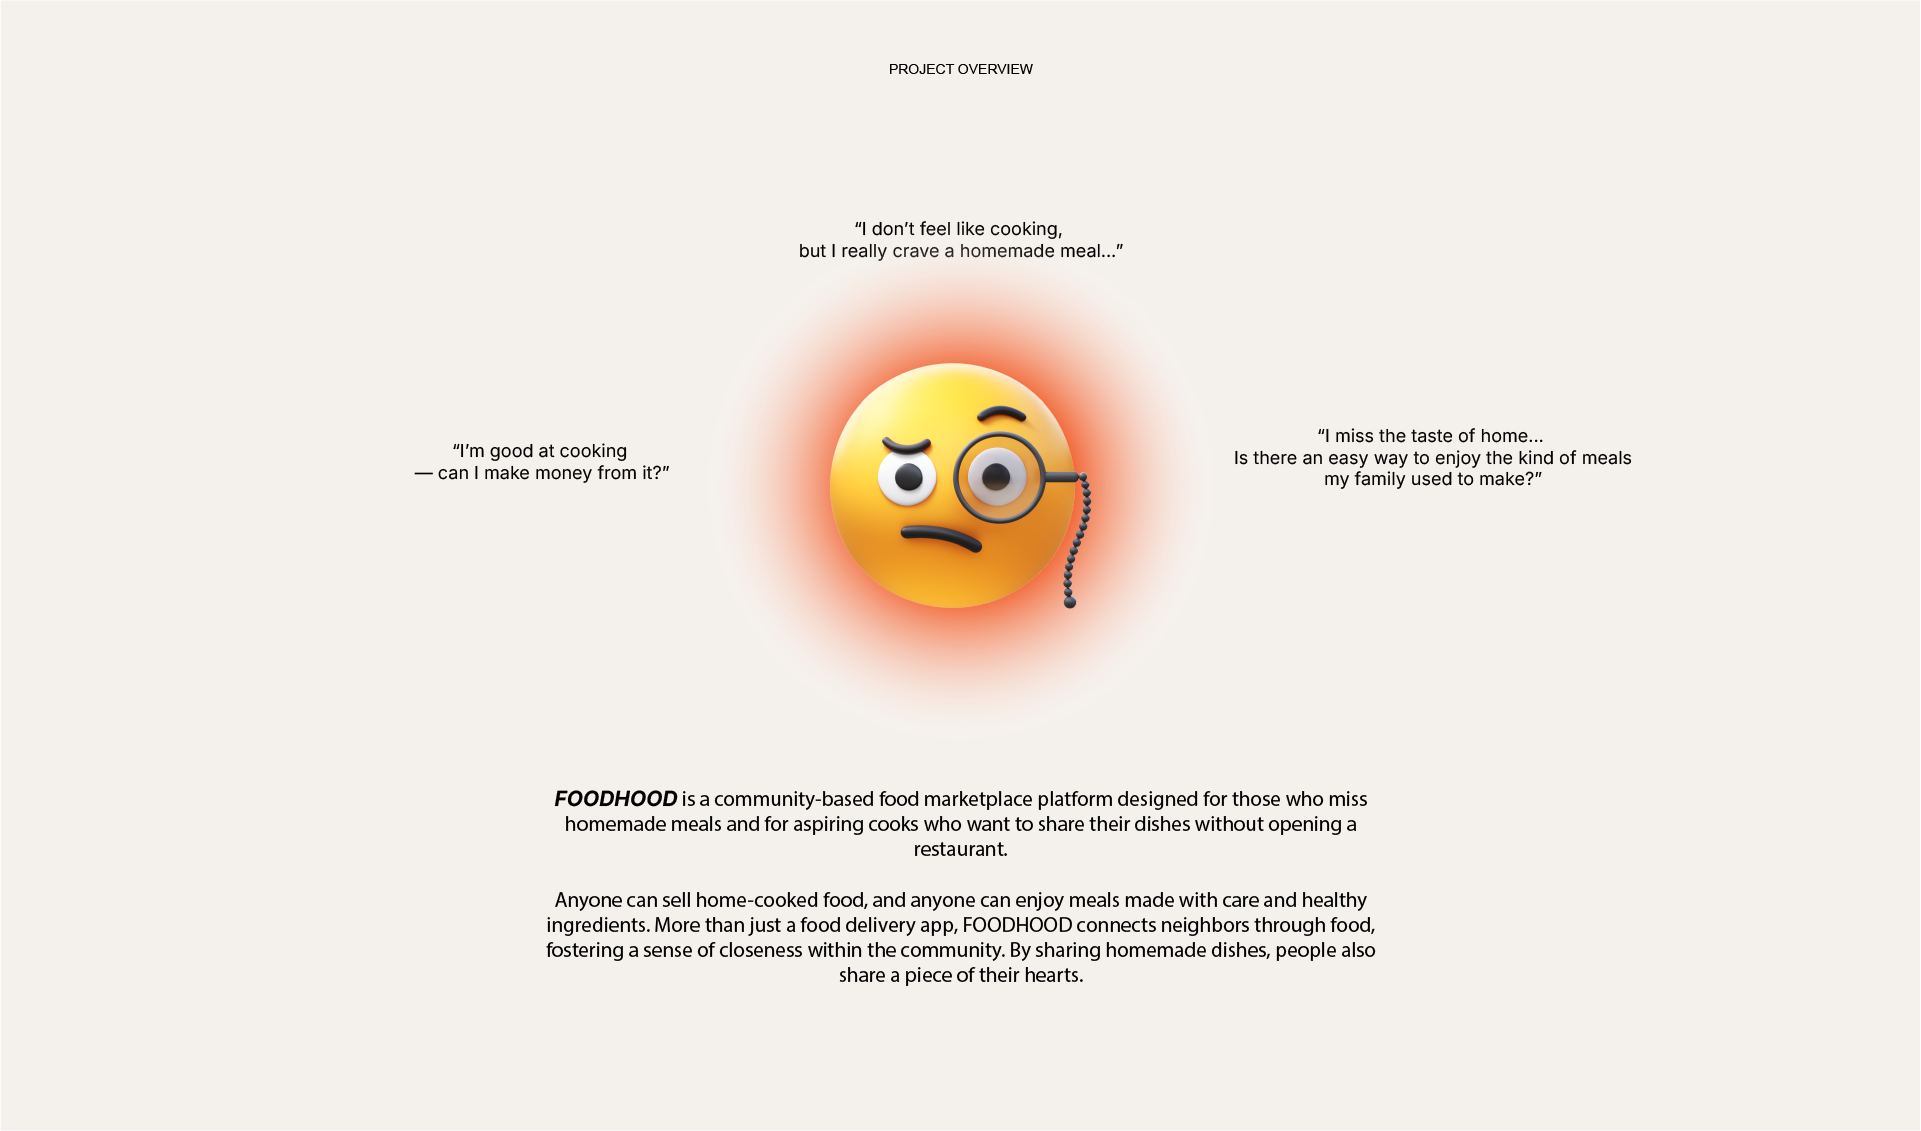 PROJECT OVERVIEW
“I don’t feel like cooking,
but I really crave a homemade meal...”
“I’m good at cooking
— can I make money from it?”
“I miss the taste of home...
Is there an easy way to enjoy the kind of meals
my family used to make?”
FOODHOOD is a community-based food marketplace platform designed for those who miss
homemade meals and for aspiring cooks who want to share their dishes without opening a
restaurant.
Anyone can sell home-cooked food, and anyone can enjoy meals made with care and healthy
ingredients. More than just a food delivery app, FOODHOOD connects neighbors through food,
fostering a sense of closeness within the community. By sharing homemade dishes, people also
share a piece of their hearts.